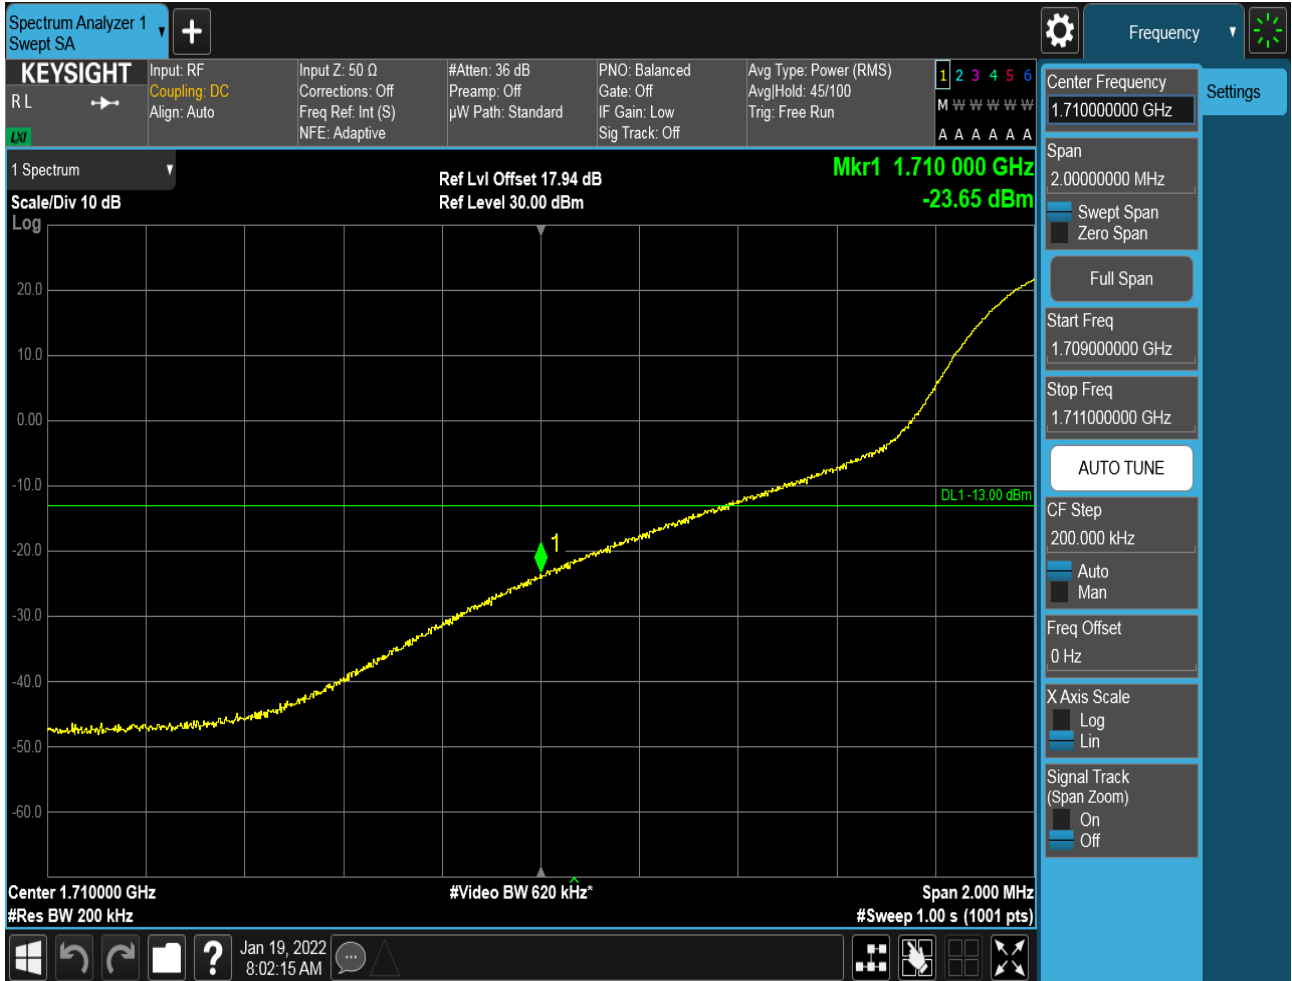 Spectrum Analyzer 1
Swept SA
Frequency
KEYSIGHT
R L
LXI
Input: RF
Coupling: DC
Align: Auto
Input Z: 50 Ω
Corrections: Off
Freq Ref: Int (S)
NFE: Adaptive
#Atten: 36 dB
Preamp: Off
µW Path: Standard
PNO: Balanced
Gate: Off
IF Gain: Low
Sig Track: Off
Avg Type: Power (RMS)
Avg|Hold: 45/100
Trig: Free Run
1 2 3 4 5 6
M W W W W W
A A A A A A
1 Spectrum
Scale/Div 10 dB
Log
Ref Lvl Offset 17.94 dB
Ref Level 30.00 dBm
Mkr1 1.710 000 GHz
-23.65 dBm
20.0
10.0
0.00
-10.0
-20.0
-30.0
-40.0
-50.0
-60.0
DL1 -13.00 dBm
1
Center 1.710000 GHz
#Res BW 200 kHz
#Video BW 620 kHz*
Span 2.000 MHz
#Sweep 1.00 s (1001 pts)
Jan 19, 2022
8:02:15 AM
Center Frequency
1.710000000 GHz
Settings
Span
2.00000000 MHz
Swept Span
Zero Span
Full Span
Start Freq
1.709000000 GHz
Stop Freq
1.711000000 GHz
AUTO TUNE
CF Step
200.000 kHz
Auto
Man
Freq Offset
0 Hz
X Axis Scale
Log
Lin
Signal Track
(Span Zoom)
On
Off